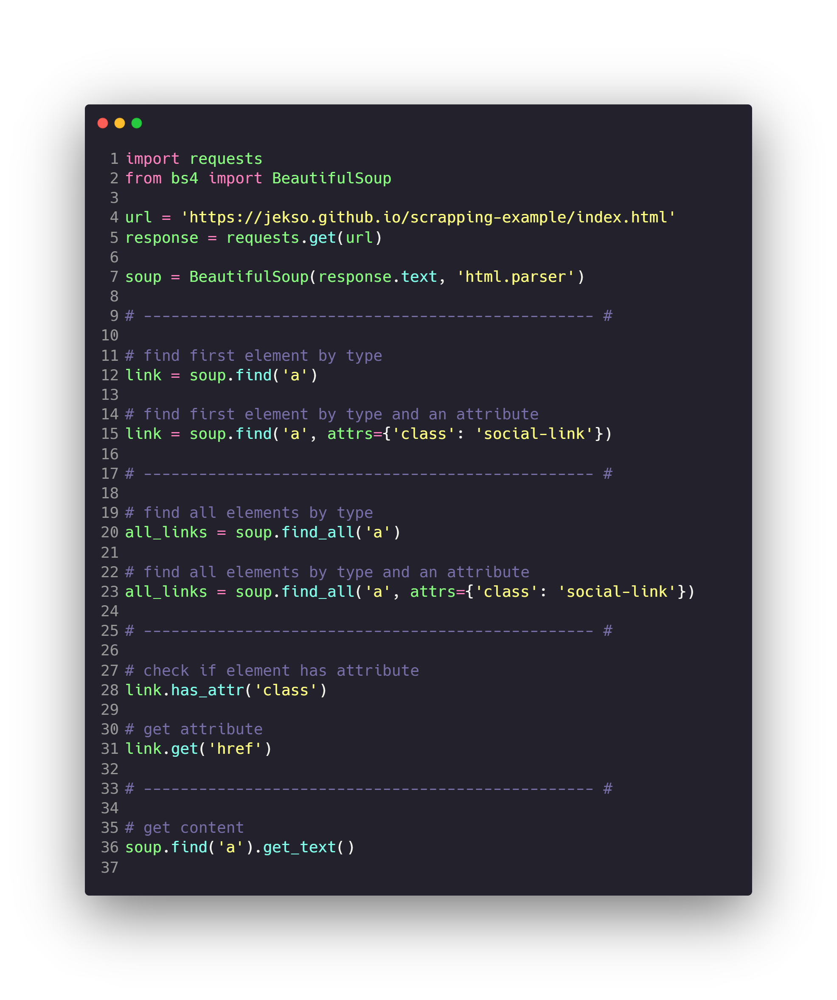 1 import requests
2 from bs4 import BeautifulSoup
3
4 url = 'https://jekso.github.io/scrapping-example/index.html'
5 response = requests.get(url)
6
7 soup = BeautifulSoup(response.text, 'html.parser')
8
9 # ------------------------------------------------- #
10
11 # find first element by type
12 link = soup.find('a')
13
14 # find first element by type and an attribute
15 link = soup.find('a', attrs={'class': 'social-link'})
16
17 # ------------------------------------------------- #
18
19 # find all elements by type
20 all_links = soup.find_all('a')
21
22 # find all elements by type and an attribute
23 all_links = soup.find_all('a', attrs={'class': 'social-link'})
24
25 # ------------------------------------------------- #
26
27 # check if element has attribute
28 link.has_attr('class')
29
30 # get attribute
31 link.get('href')
32
33 # ------------------------------------------------- #
34
35 # get content
36 soup.find('a').get_text()
37